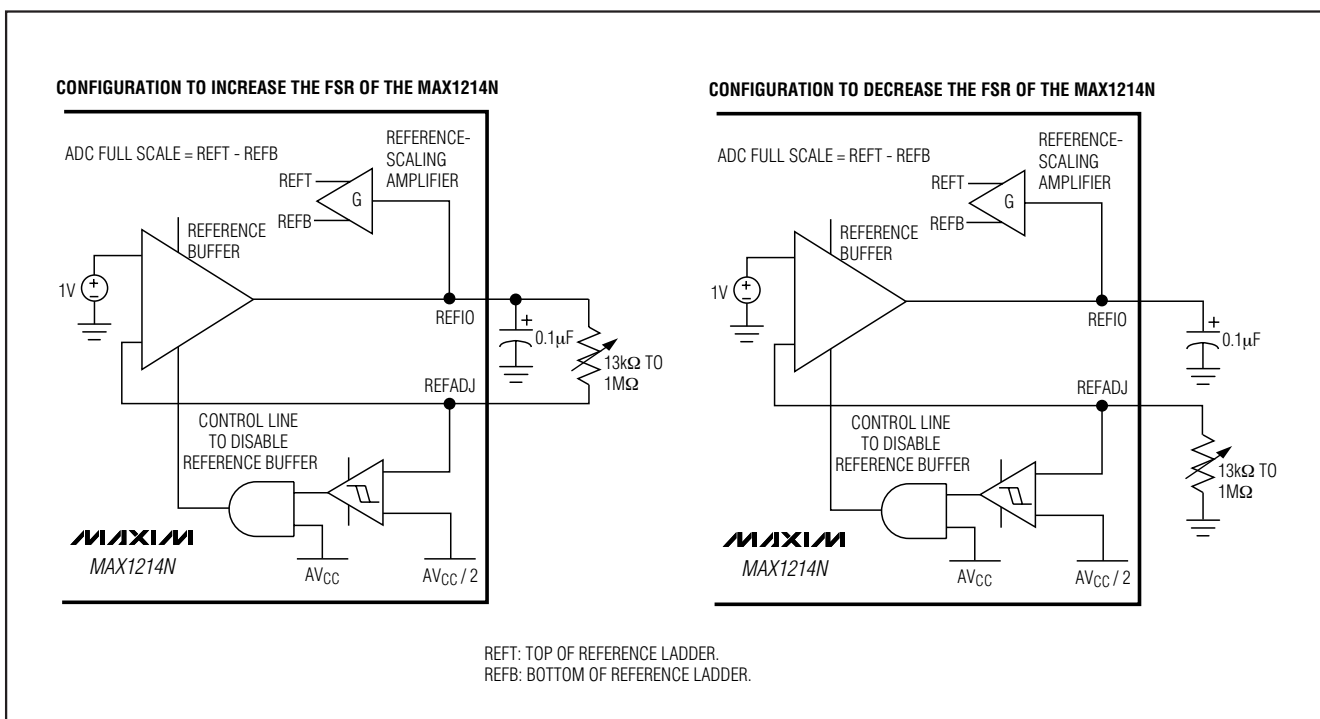 CONFIGURATION TO INCREASE THE FSR OF THE MAX1214N
ADC FULL SCALE = REFT - REFB
REFERENCE-
SCALING
AMPLIFIER
REFT
G
REFB
REFERENCE
BUFFER
1V
+
−
REFIO
+
0.1µF
13kΩ TO
1MΩ
REFADJ
CONTROL LINE
TO DISABLE
REFERENCE BUFFER
MAXIM
MAX1214N
AVCC
AVCC / 2
CONFIGURATION TO DECREASE THE FSR OF THE MAX1214N
ADC FULL SCALE = REFT - REFB
REFERENCE-
SCALING
AMPLIFIER
REFT
G
REFB
REFERENCE
BUFFER
1V
+
−
REFIO
+
0.1µF
REFADJ
13kΩ TO
1MΩ
CONTROL LINE
TO DISABLE
REFERENCE BUFFER
MAXIM
MAX1214N
AVCC
AVCC / 2
REFT: TOP OF REFERENCE LADDER.
REFB: BOTTOM OF REFERENCE LADDER.